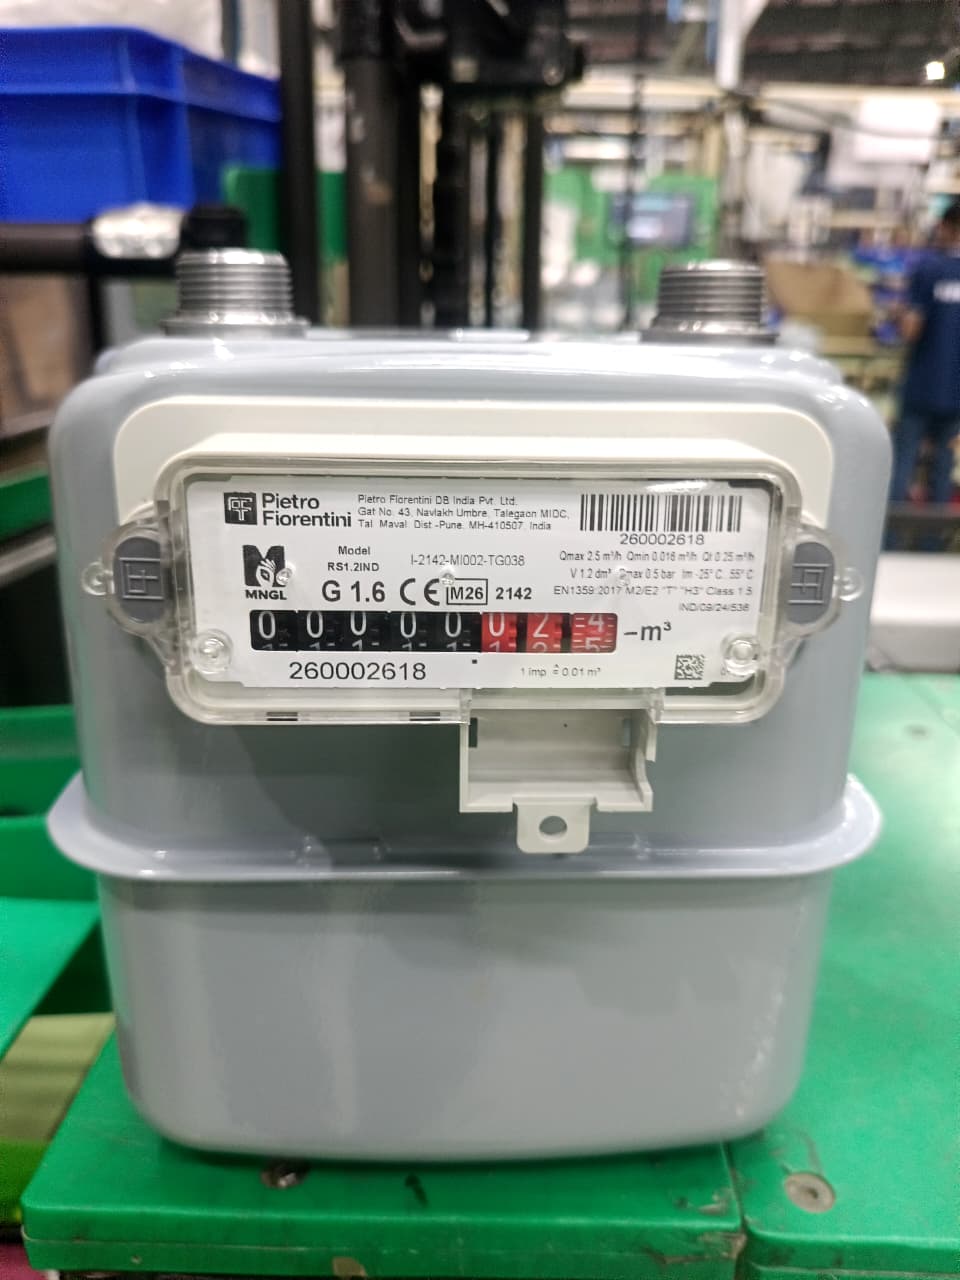 Pietro
Fiorentini
Pietro Fiorentini DB India Pvt. Ltd.
Gat No. 43, Navlakh Umbre, Talegaon MIDC,
Tal Maval Dist -Pune. MH-410507, India
260002618
MNGL
Model
RS1.2IND
I-2142-MI002-TG038
G 1.6 CE M26 2142
Qmax 2.5 m³/h Qmin 0.016 m³/h Qt 0.25 m³/h
V 1.2 dm³ Pmax 0.5 bar tm -25° C.. 55° C
EN1359:2017 M2/E2 "T" "H3" Class 1.5
IND/09/24/536
0 0 0 0 0 0 2 4 m³
260002618
1 imp ≙ 0.01 m³